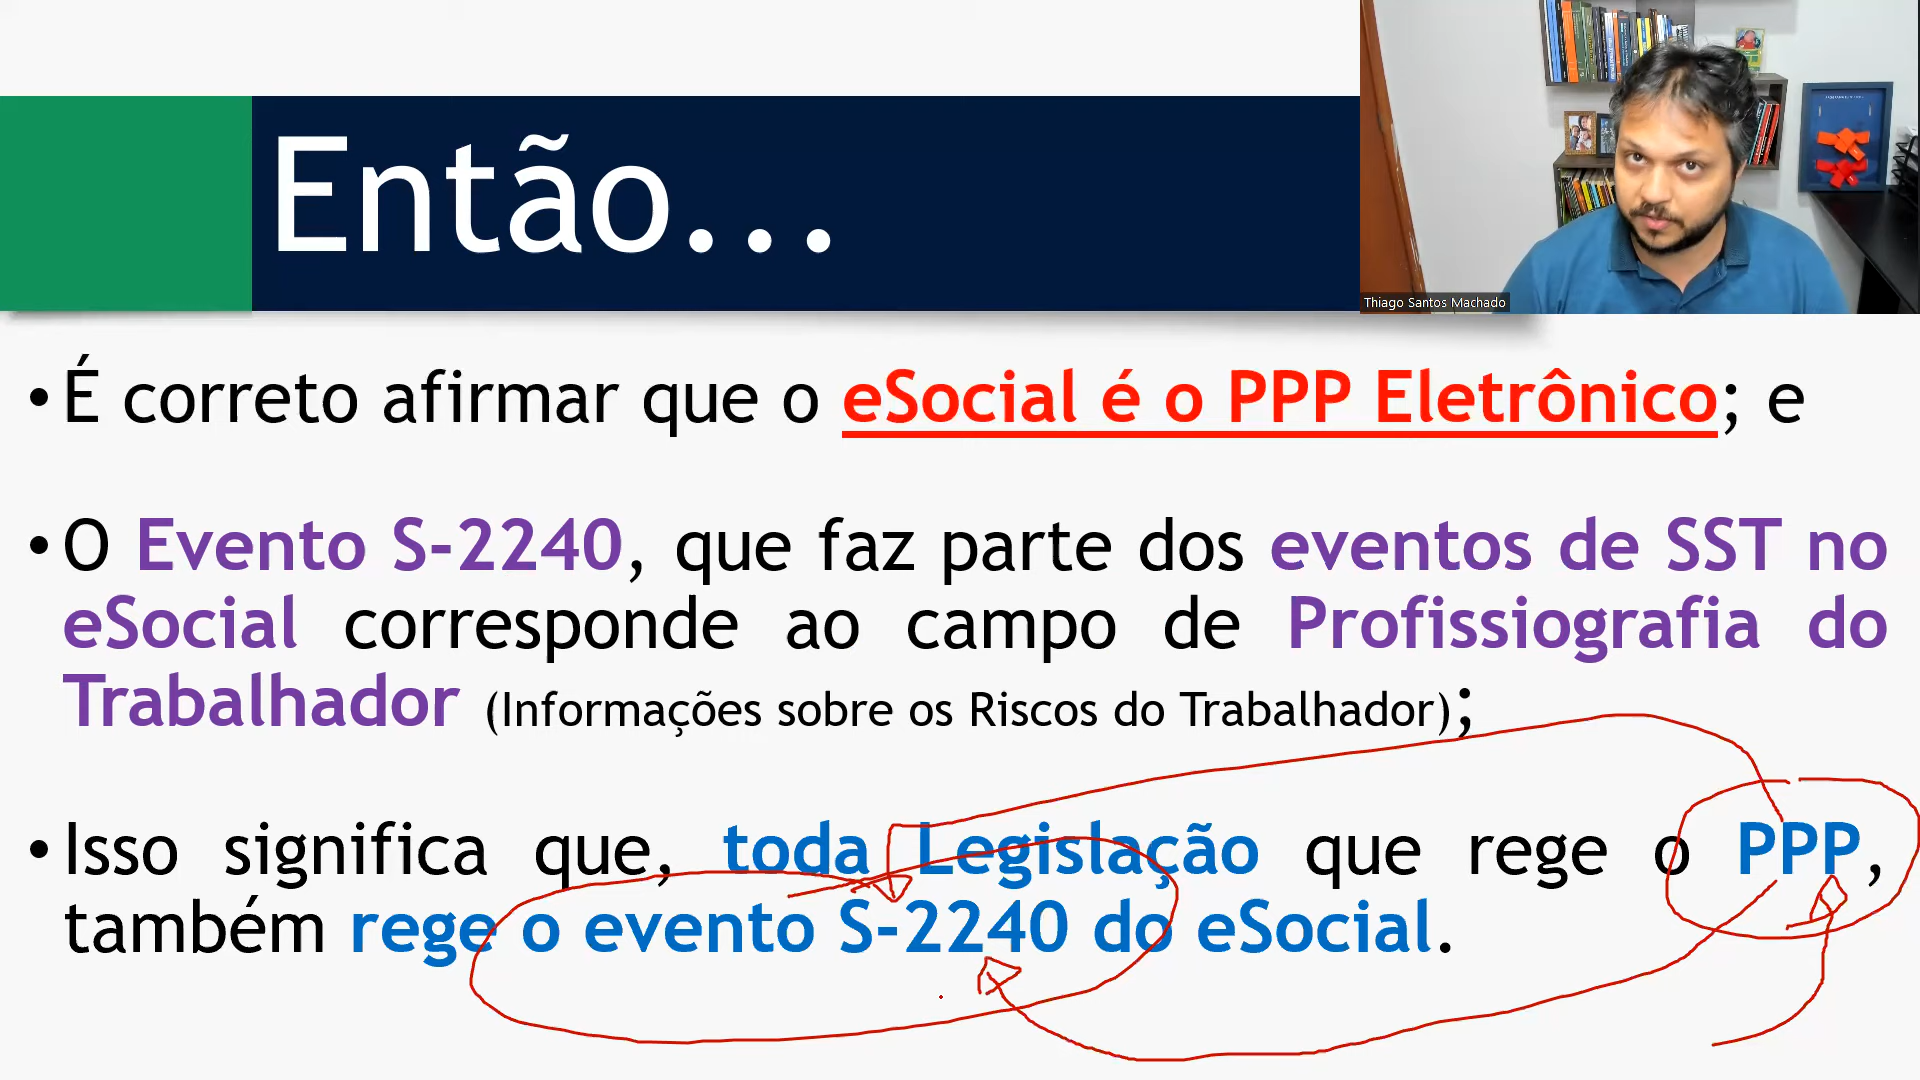 Então...
Thiago Santos Machado
• É correto afirmar que o eSocial é o PPP Eletrônico; e
• O Evento S-2240, que faz parte dos eventos de SST no
eSocial corresponde ao campo de Profissiografia do
Trabalhador (Informações sobre os Riscos do Trabalhador);
• Isso significa que, toda Legislação que rege o PPP,
também rege o evento S-2240 do eSocial.